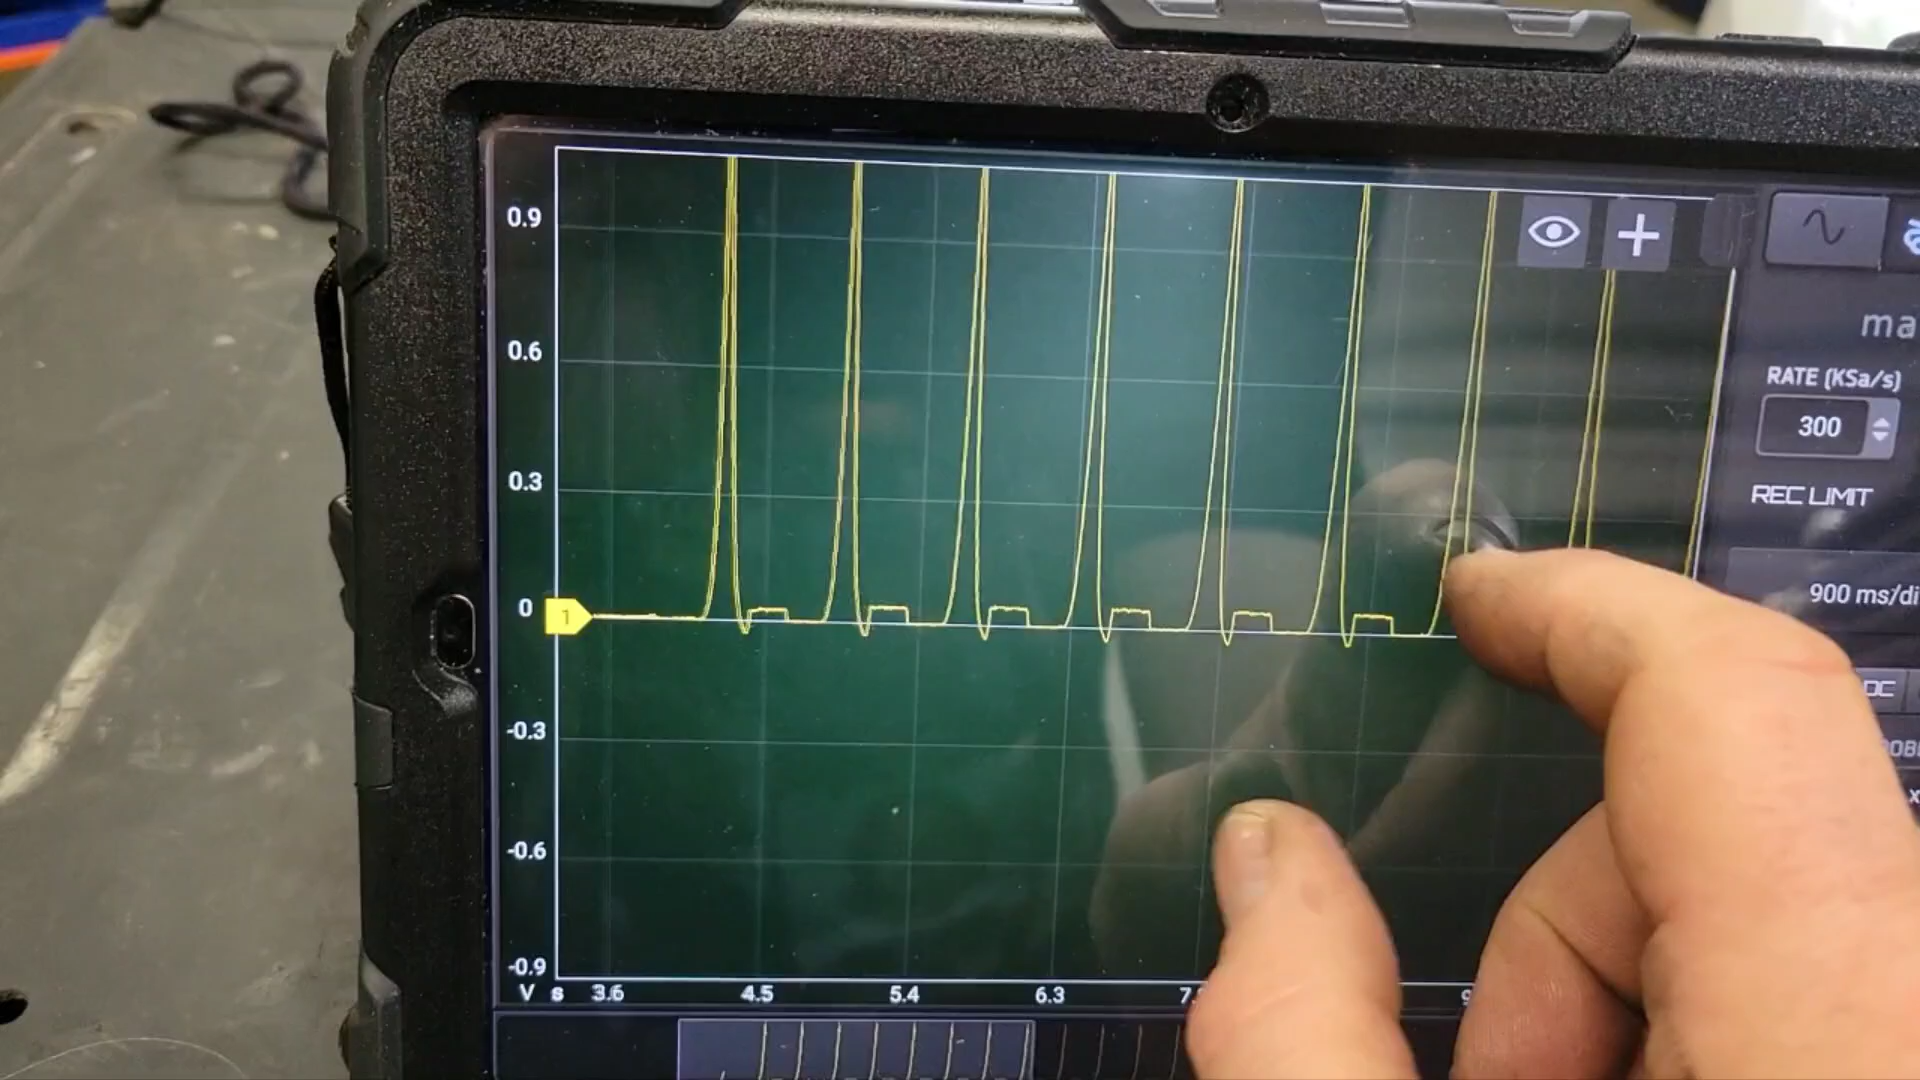 0.9
0.6
0.3
0
-0.3
-0.6
-0.9
1
V s 3.6 4.5 5.4 6.3
RATE (KSa/s)
300
REC LIMIT
900 ms/di
DC